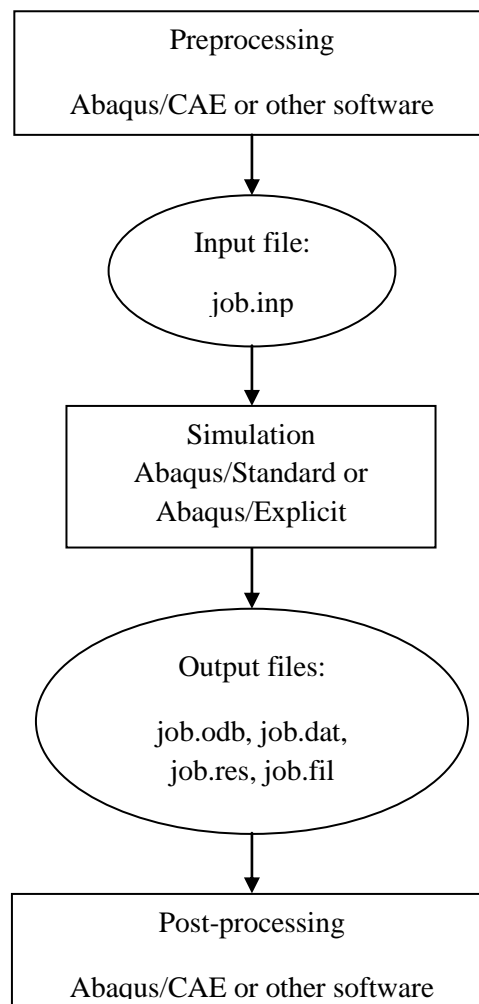 Preprocessing
Abaqus/CAE or other software
Input file:
job.inp
Simulation
Abaqus/Standard or
Abaqus/Explicit
Output files:
job.odb, job.dat,
job.res, job.fil
Post-processing
Abaqus/CAE or other software